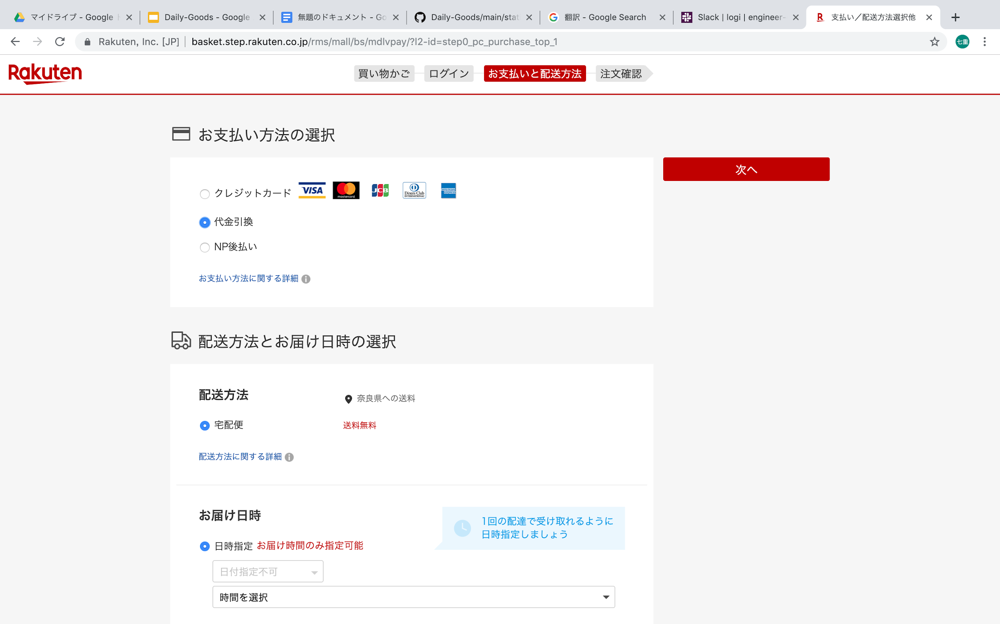 マイドライブ - Google ド
Daily-Goods - Google
無題のドキュメント - Go
Daily-Goods/main/stat
翻訳 - Google Search
Slack | logi | engineer-
支払い／配送方法選択他
Rakuten, Inc. [JP]
basket.step.rakuten.co.jp/rms/mall/bs/mdlvpay/?l2-id=step0_pc_purchase_top_1
七重
Rakuten
買い物かご
ログイン
お支払いと配送方法
注文確認
お支払い方法の選択
次へ
クレジットカード VISA mastercard JCB Diners Club INTERNATIONAL AMERICAN EXPRESS
代金引換
NP後払い
お支払い方法に関する詳細
配送方法とお届け日時の選択
配送方法
奈良県への送料
宅配便
送料無料
配送方法に関する詳細
お届け日時
1回の配達で受け取れるように
日時指定しましょう
日時指定 お届け時間のみ指定可能
日付指定不可
時間を選択